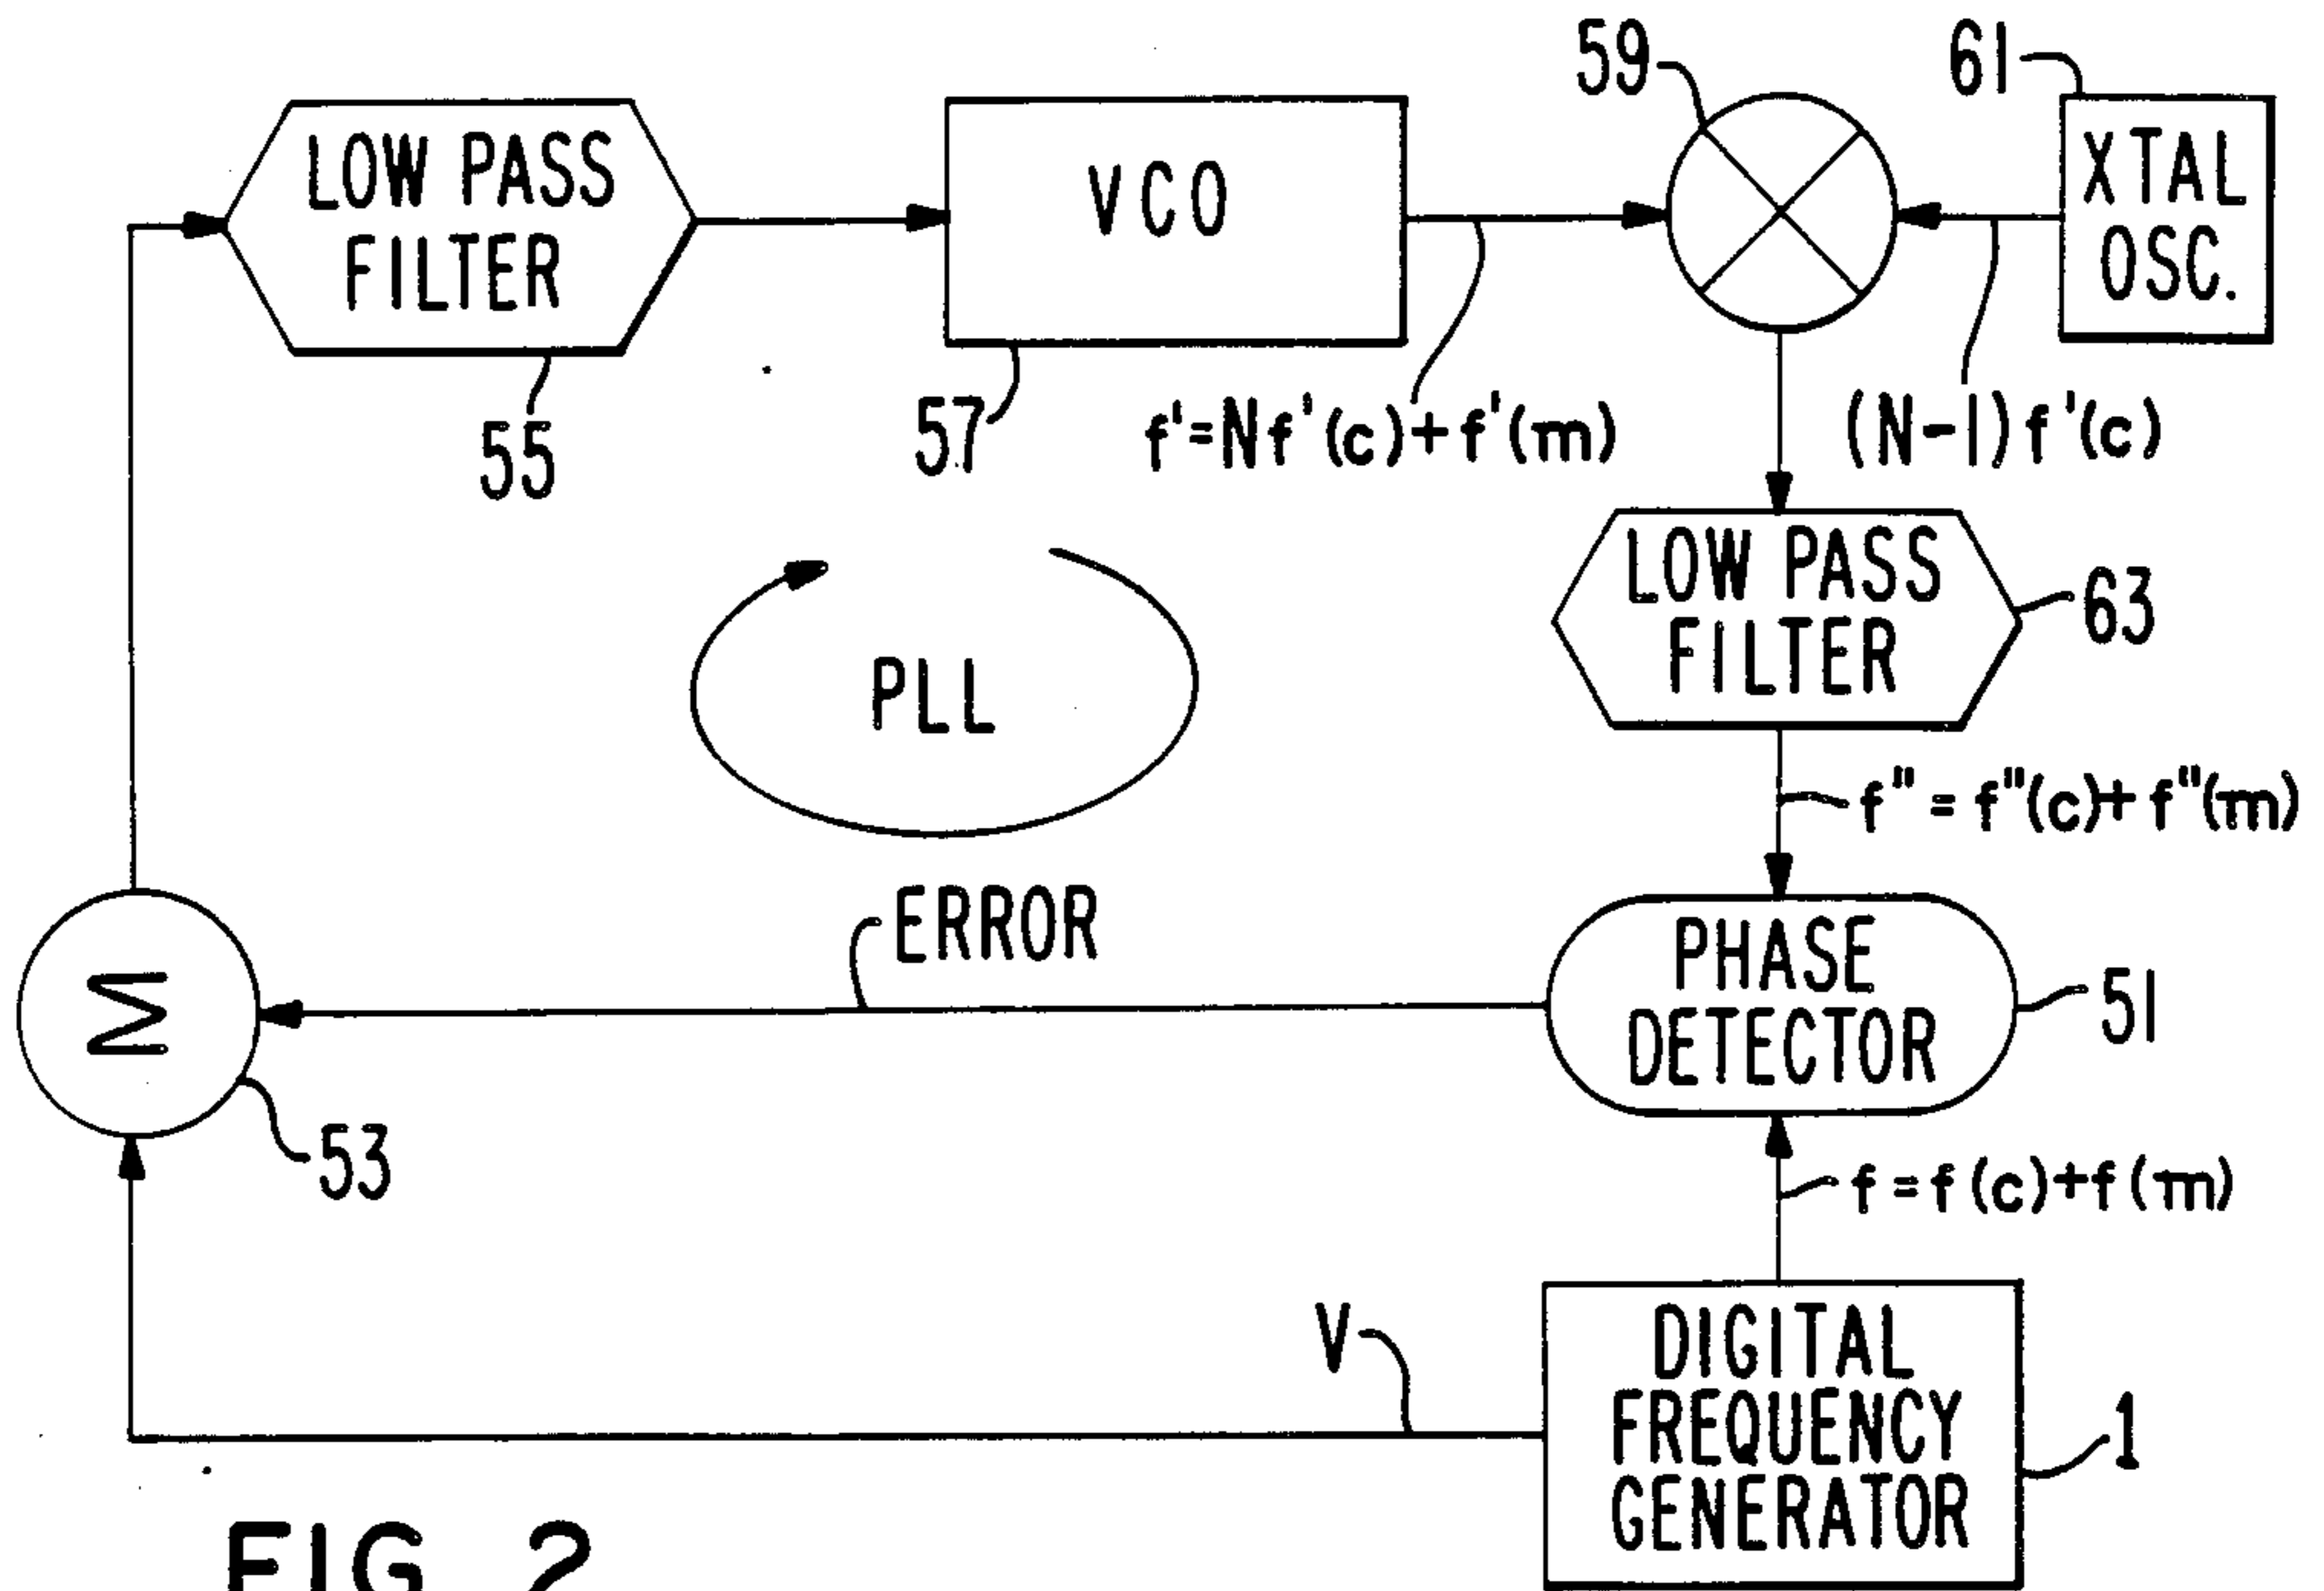 59
61
LOW PASS
FILTER
VCO
XTAL
OSC.
55
57
f'=Nf'(c)+f'(m)
(N-1)f'(c)
LOW PASS
FILTER
63
PLL
f"=f"(c)+f"(m)
ERROR
PHASE
DETECTOR
51
Σ
53
f=f(c)+f(m)
V
DIGITAL
FREQUENCY
GENERATOR
1
FIG. 2